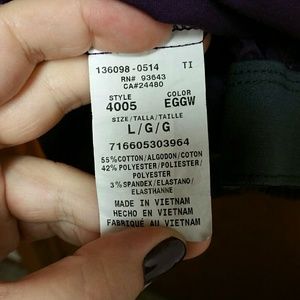 136098-0514 TI
RN# 93643
CA#24480
STYLE COLOR
4005 EGGW
SIZE/TALLA/TAILLE
L/G/G
716605303964
55%COTTON/ALGODON/COTON
42%POLYESTER/POLIESTER/
POLYESTER
3%SPANDEX/ELASTANO/
ELASTHANNE
MADE IN VIETNAM
HECHO EN VIETNAM
FABRIQUÉ AU VIETNAM